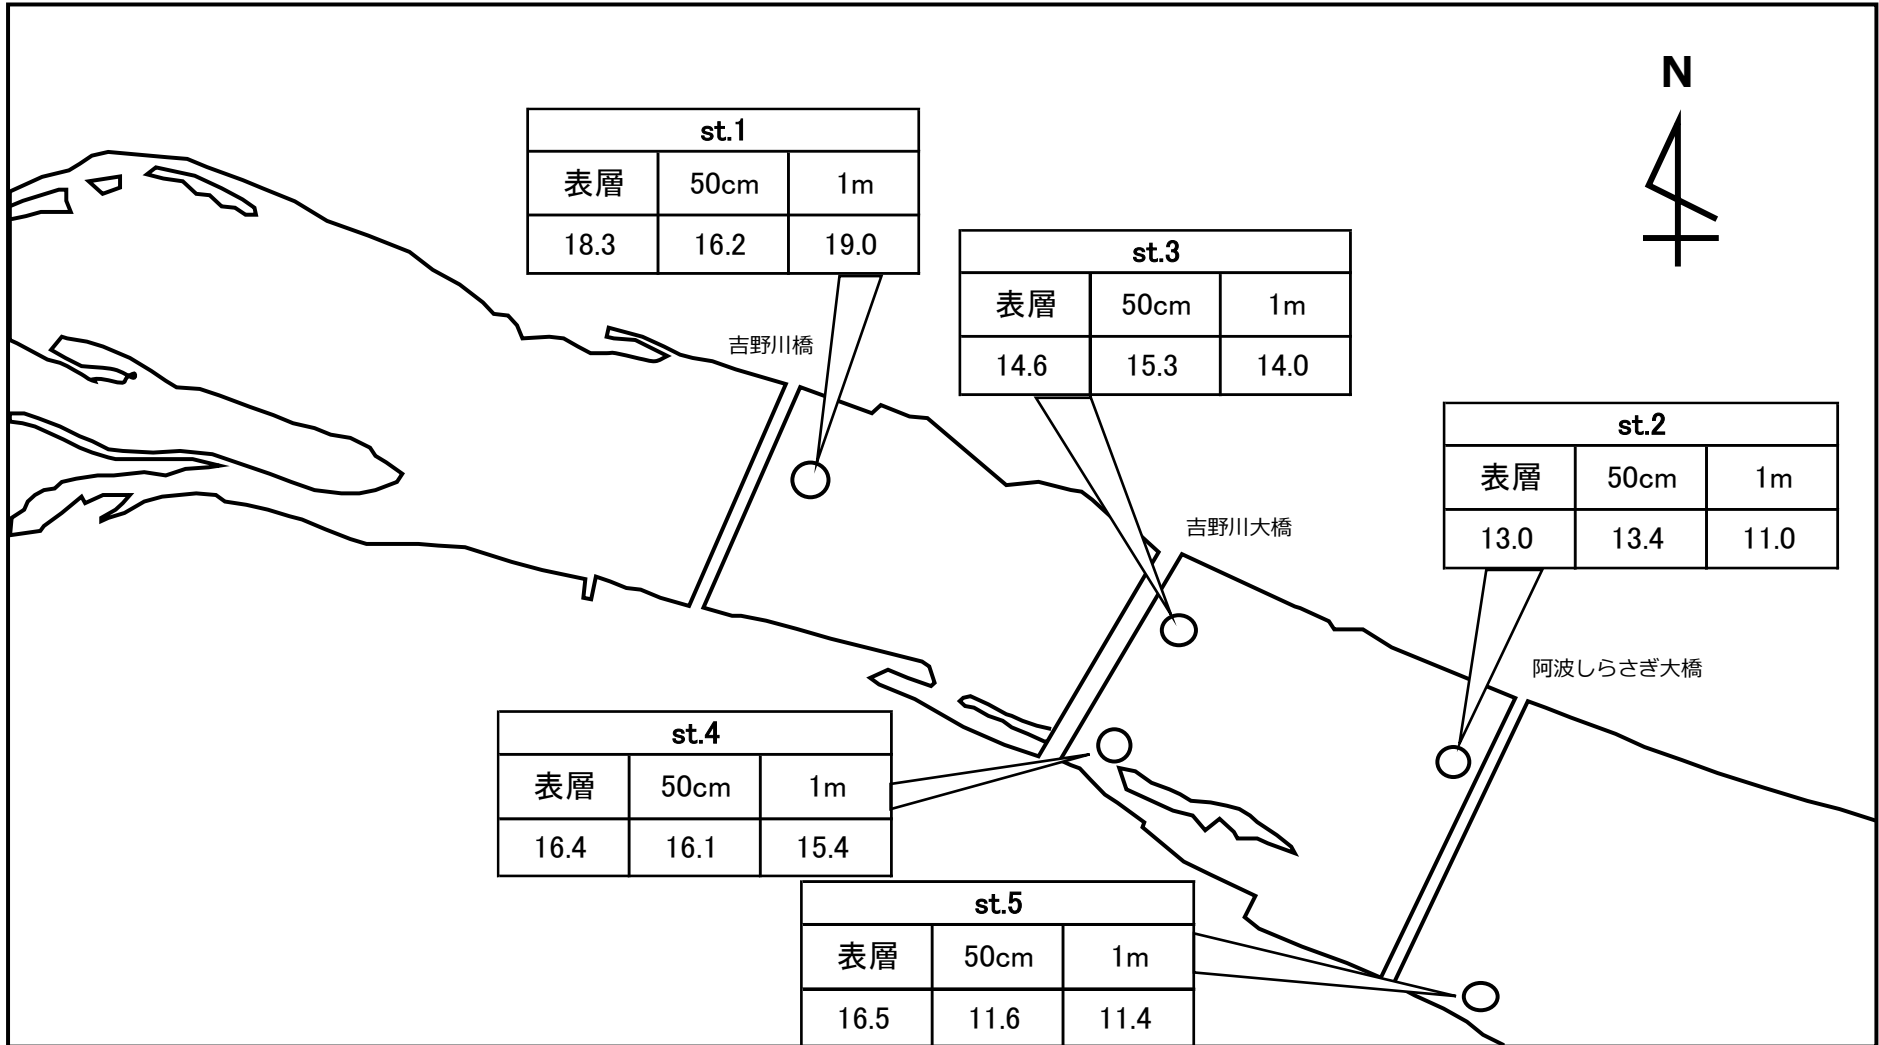 N
st.1
表層 50cm 1m
18.3 16.2 19.0
吉野川橋
st.3
表層 50cm 1m
14.6 15.3 14.0
st.2
表層 50cm 1m
13.0 13.4 11.0
吉野川大橋
阿波しらさぎ大橋
st.4
表層 50cm 1m
16.4 16.1 15.4
st.5
表層 50cm 1m
16.5 11.6 11.4